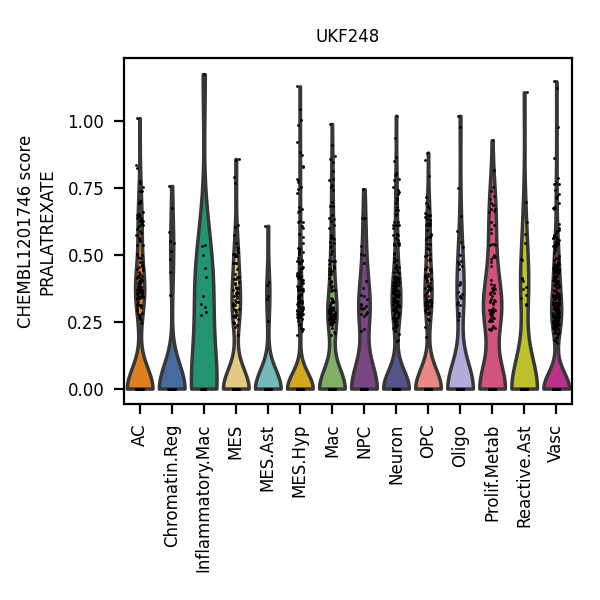 UKF248
CHEMBL1201746 score
PRALATREXATE
1.00
0.75
0.50
0.25
0.00
AC
Chromatin.Reg
Inflammatory.Mac
MES
MES.Ast
MES.Hyp
Mac
NPC
Neuron
OPC
Oligo
Prolif.Metab
Reactive.Ast
Vasc